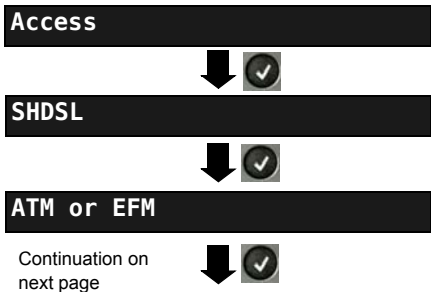 Access
SHDSL
ATM or EFM
Continuation on
next page